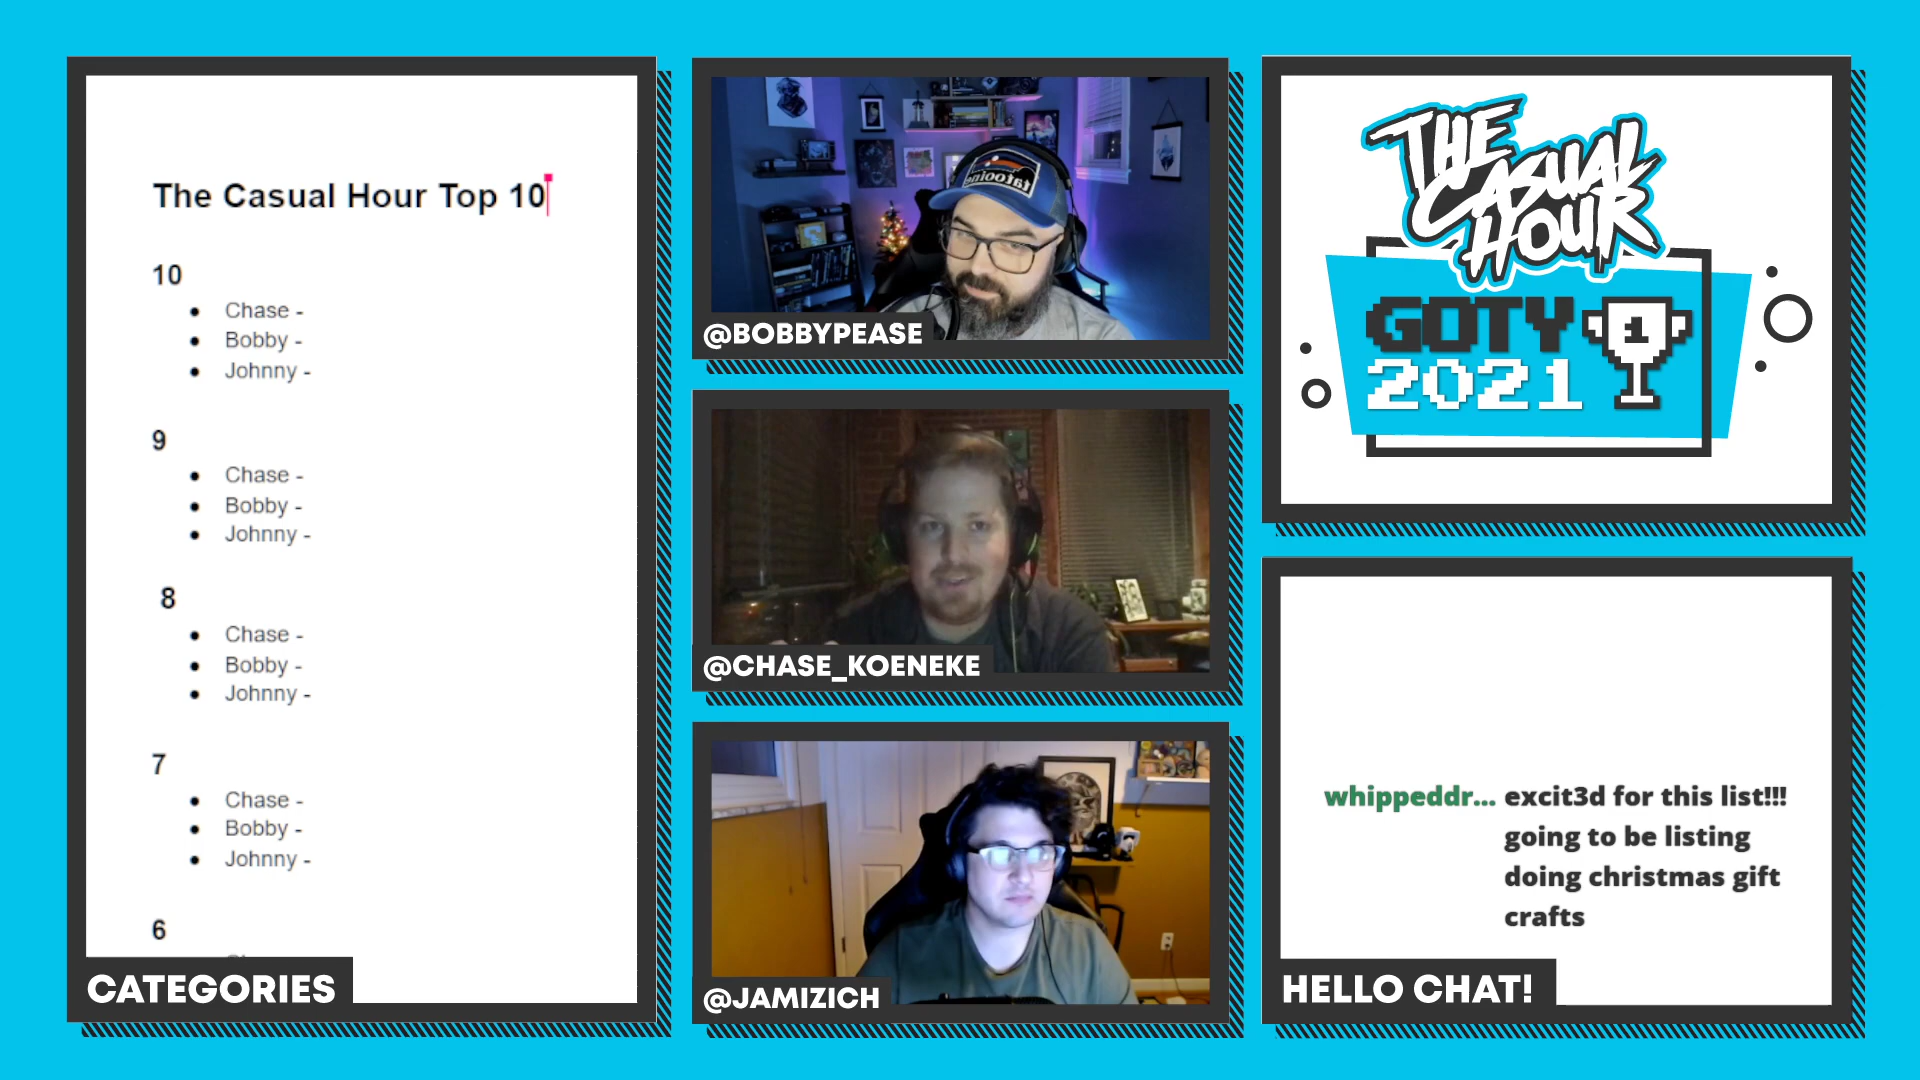 The Casual Hour Top 10
10
Chase -
Bobby -
Johnny -
9
Chase -
Bobby -
Johnny -
8
Chase -
Bobby -
Johnny -
7
Chase -
Bobby -
Johnny -
6
CATEGORIES
tatooine
@BOBBYPEASE
@CHASE_KOENEKE
@JAMIZICH
THE
CASUAL
HOUR
GOTY 1
2021
whippeddr... excit3d for this list!!!
going to be listing
doing christmas gift
crafts
HELLO CHAT!